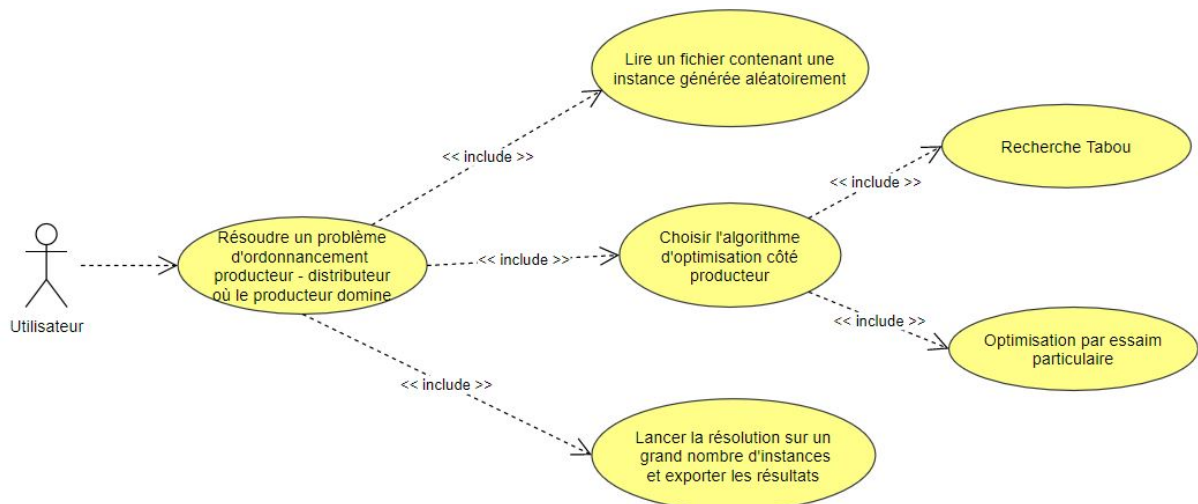 Lire un fichier contenant une
instance générée aléatoirement
<< include >>
Recherche Tabou
<< include >>
Utilisateur
Résoudre un problème
d'ordonnancement
producteur - distributeur
où le producteur domine
<< include >>
Choisir l'algorithme
d'optimisation côté
producteur
<< include >>
Optimisation par essaim
particulaire
<< include >>
Lancer la résolution sur un
grand nombre d'instances
et exporter les résultats